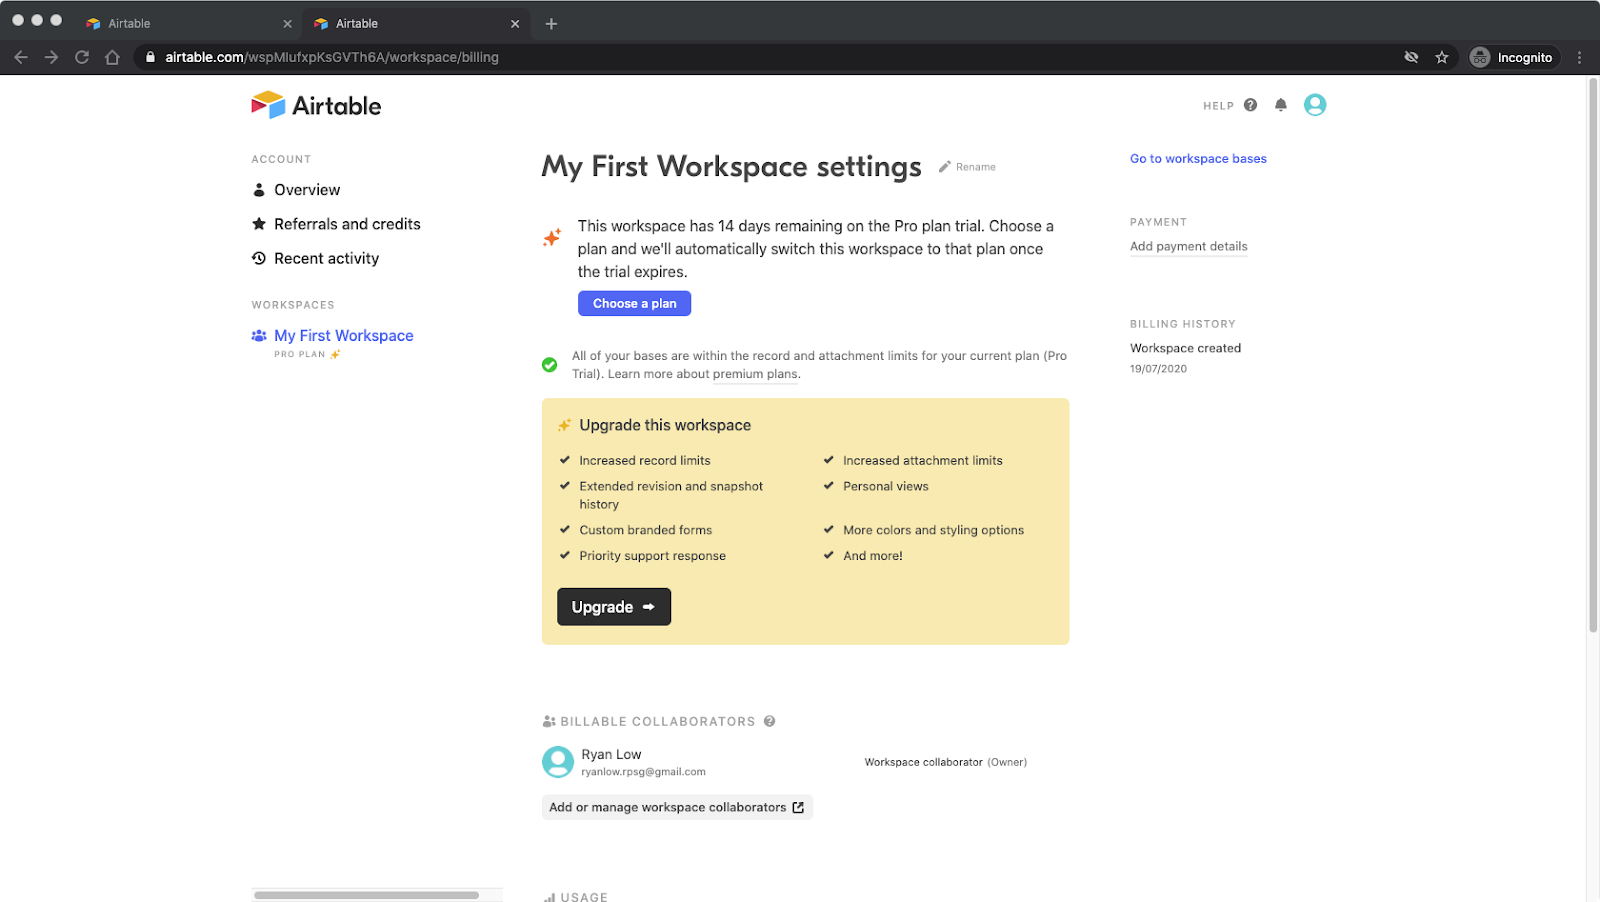 Airtable
Airtable
airtable.com/wspMIufxpKsGVTh6A/workspace/billing
Incognito
Airtable
HELP
ACCOUNT
Overview
Referrals and credits
Recent activity
WORKSPACES
My First Workspace
PRO PLAN
My First Workspace settings
Rename
This workspace has 14 days remaining on the Pro plan trial. Choose a
plan and we'll automatically switch this workspace to that plan once
the trial expires.
Choose a plan
All of your bases are within the record and attachment limits for your current plan (Pro
Trial). Learn more about premium plans.
Upgrade this workspace
Increased record limits
Increased attachment limits
Extended revision and snapshot
history
Personal views
Custom branded forms
More colors and styling options
Priority support response
And more!
Upgrade
BILLABLE COLLABORATORS
Ryan Low
ryanlow.rpsg@gmail.com
Workspace collaborator (Owner)
Add or manage workspace collaborators
USAGE
Go to workspace bases
PAYMENT
Add payment details
BILLING HISTORY
Workspace created
19/07/2020